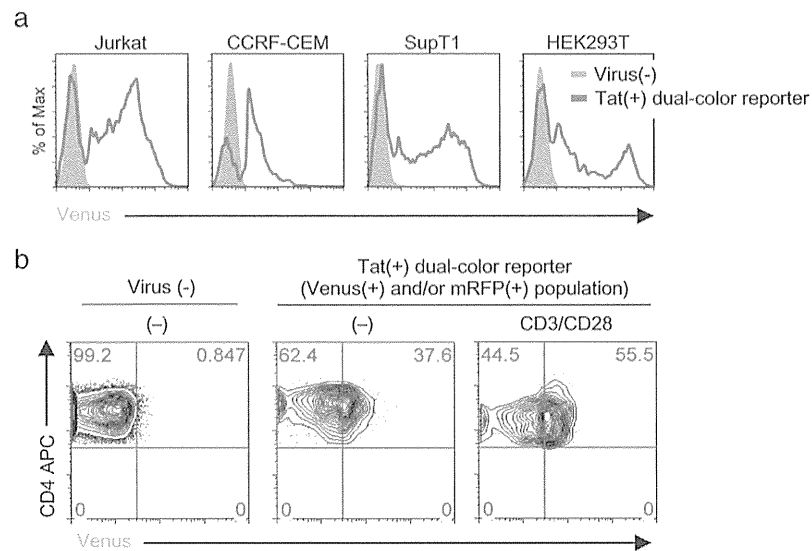 a
Jurkat
CCRF-CEM
SupT1
HEK293T
Virus(-)
Tat(+) dual-color reporter
% of Max
Venus
b
Virus (-)
Tat(+) dual-color reporter
(Venus(+) and/or mRFP(+) population)
(-)
(-)
CD3/CD28
99.2
0.847
62.4
37.6
44.5
55.5
CD4 APC
0
0
0
0
0
0
Venus